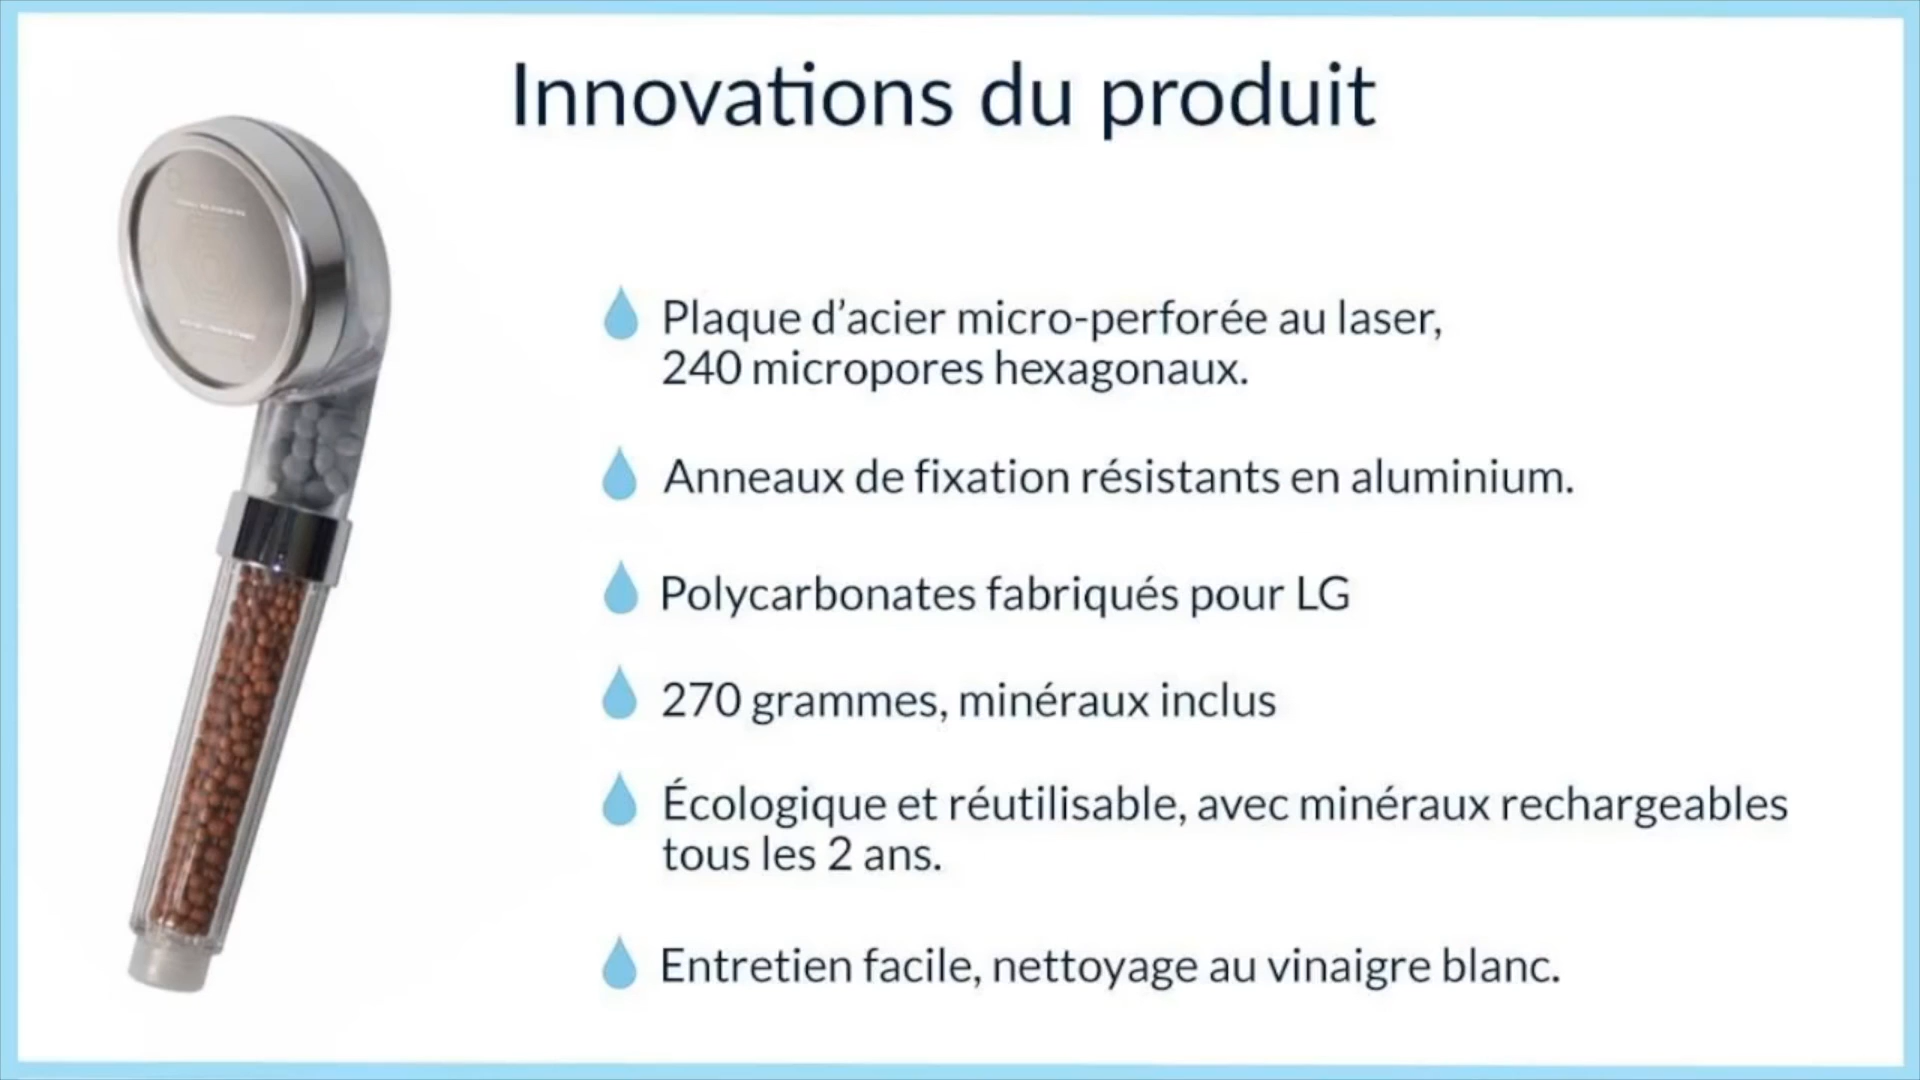 Innovations du produit
Plaque d’acier micro-perforée au laser,
240 micropores hexagonaux.
Anneaux de fixation résistants en aluminium.
Polycarbonates fabriqués pour LG
270 grammes, minéraux inclus
Écologique et réutilisable, avec minéraux rechargeables
tous les 2 ans.
Entretien facile, nettoyage au vinaigre blanc.